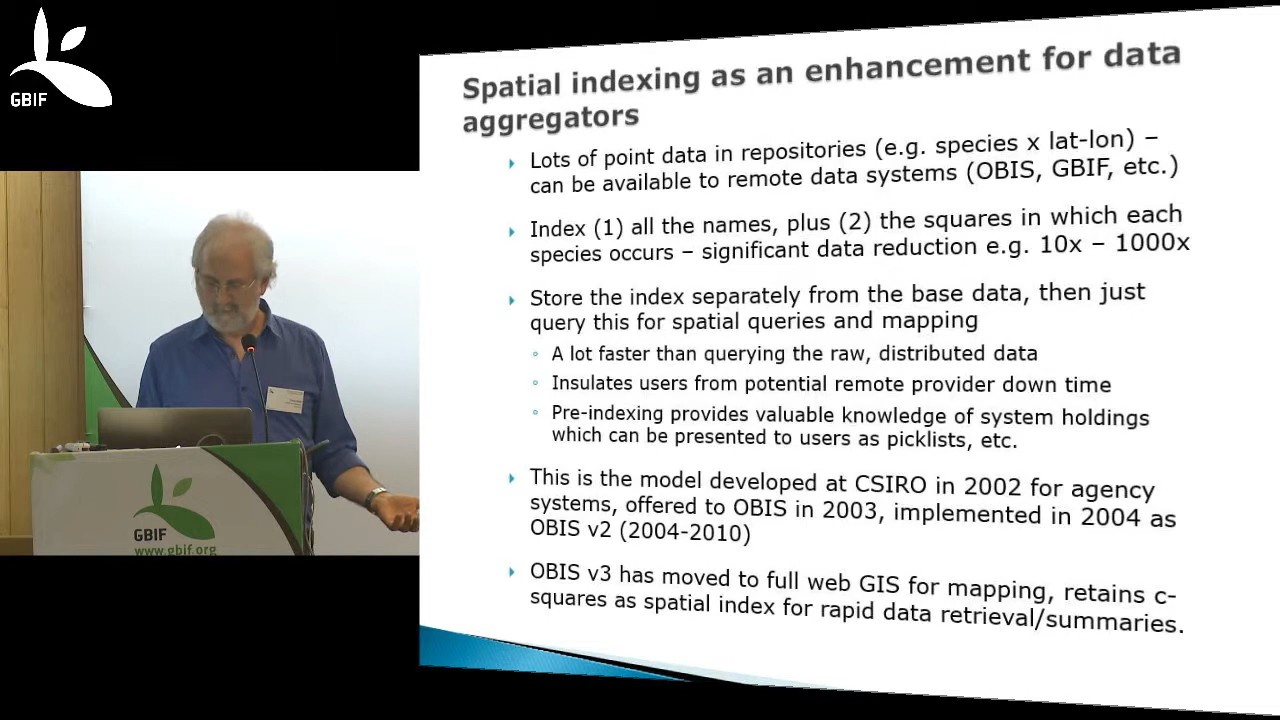 GBIF
Spatial indexing as an enhancement for data
aggregators
Lots of point data in repositories (e.g. species x lat-lon) –
can be available to remote data systems (OBIS, GBIF, etc.)
Index (1) all the names, plus (2) the squares in which each
species occurs – significant data reduction e.g. 10x – 1000x
Store the index separately from the base data, then just
query this for spatial queries and mapping
A lot faster than querying the raw, distributed data
Insulates users from potential remote provider down time
Pre-indexing provides valuable knowledge of system holdings
which can be presented to users as picklists, etc.
This is the model developed at CSIRO in 2002 for agency
systems, offered to OBIS in 2003, implemented in 2004 as
OBIS v2 (2004-2010)
OBIS v3 has moved to full web GIS for mapping, retains c-
squares as spatial index for rapid data retrieval/summaries.
GBIF
www.gbif.org